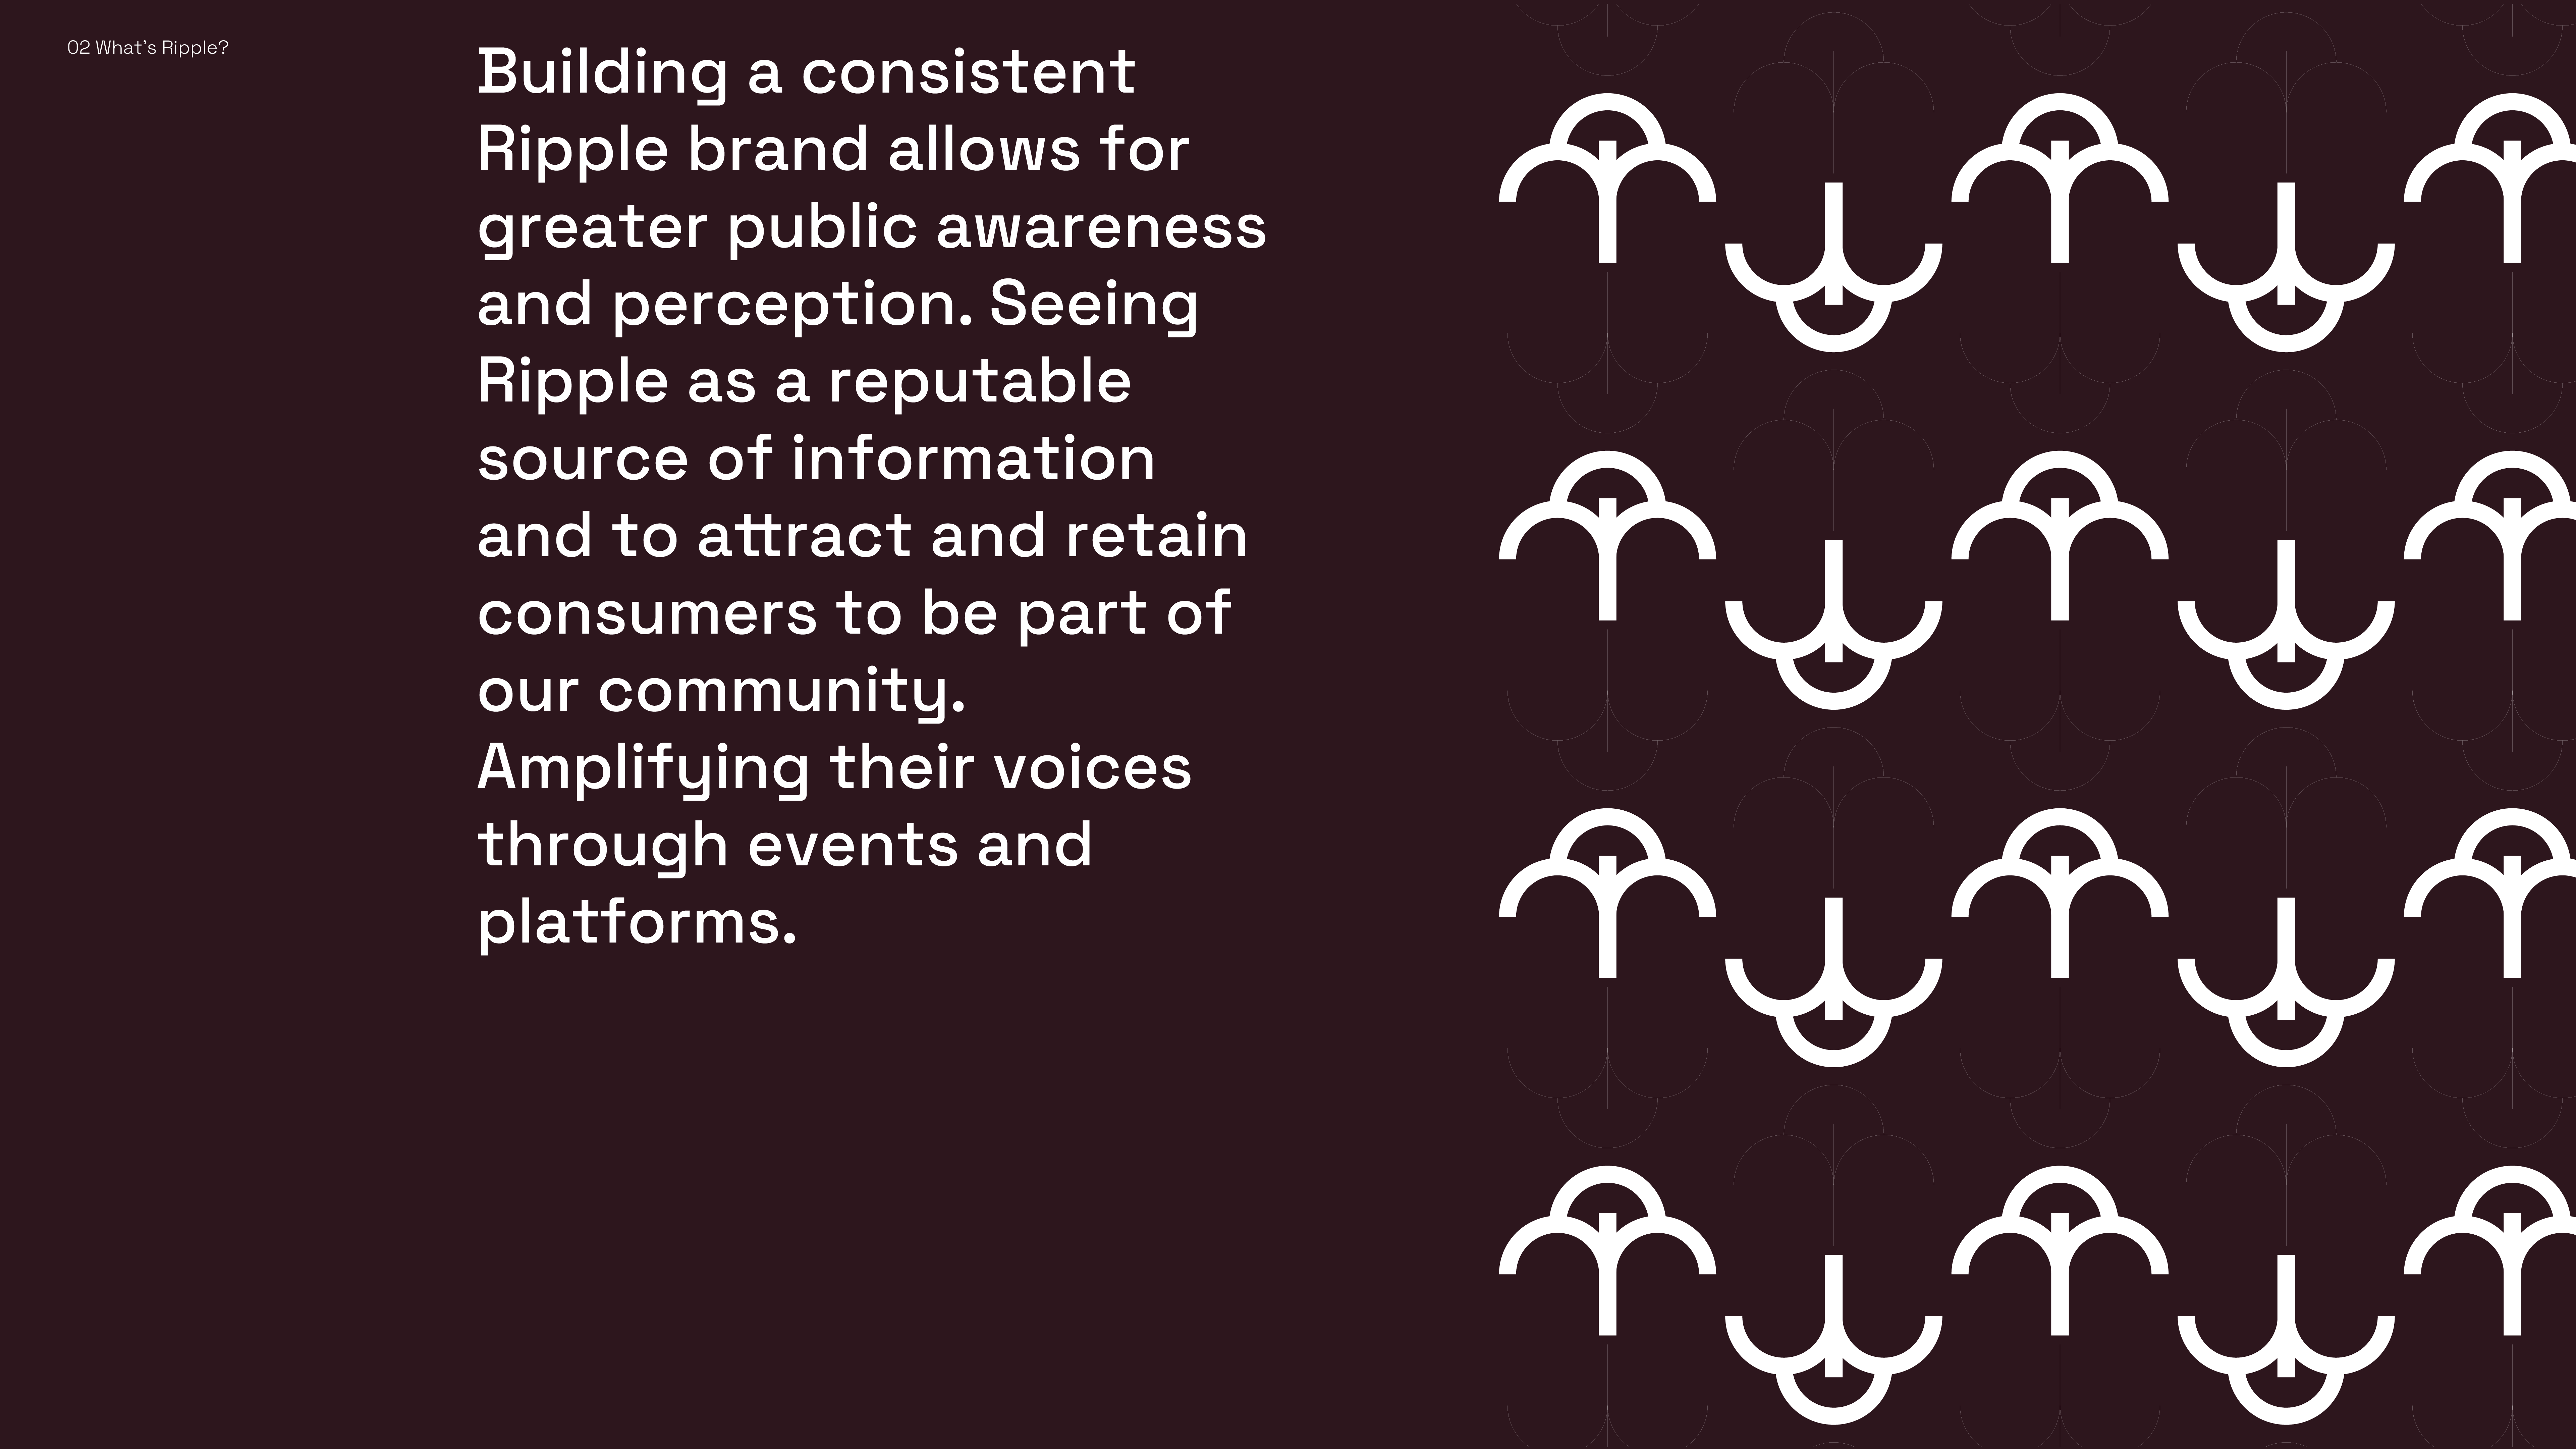 02 What's Ripple?
Building a consistent
Ripple brand allows for
greater public awareness
and perception. Seeing
Ripple as a reputable
source of information
and to attract and retain
consumers to be part of
our community.
Amplifying their voices
through events and
platforms.